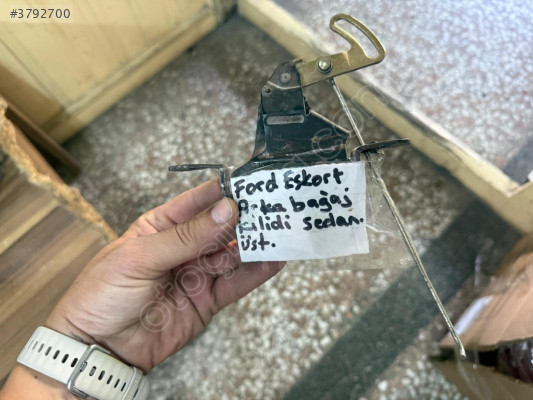 #3792700
Ford Eskort
Arka bagaj
kilidi sedan.
Üst.